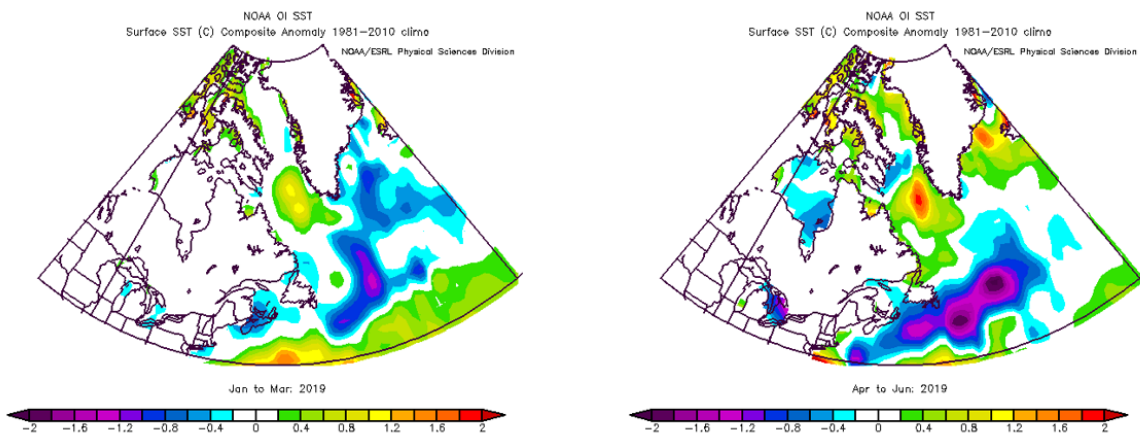 NOAA OI SST
Surface SST (C) Composite Anomaly 1981-2010 climo
NOAA/ESRL Physical Sciences Division
Jan to Mar: 2019
-2 -1.6 -1.2 -0.8 -0.4 0 0.4 0.8 1.2 1.6 2
NOAA OI SST
Surface SST (C) Composite Anomaly 1981-2010 climo
NOAA/ESRL Physical Sciences Division
Apr to Jun: 2019
-2 -1.6 -1.2 -0.8 -0.4 0 0.4 0.8 1.2 1.6 2